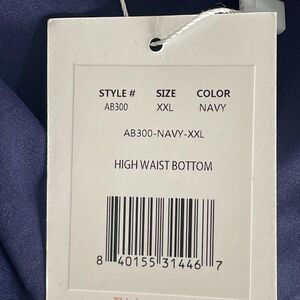 STYLE # SIZE COLOR
AB300 XXL NAVY
AB300-NAVY-XXL
HIGH WAIST BOTTOM
8 40155 31446 7